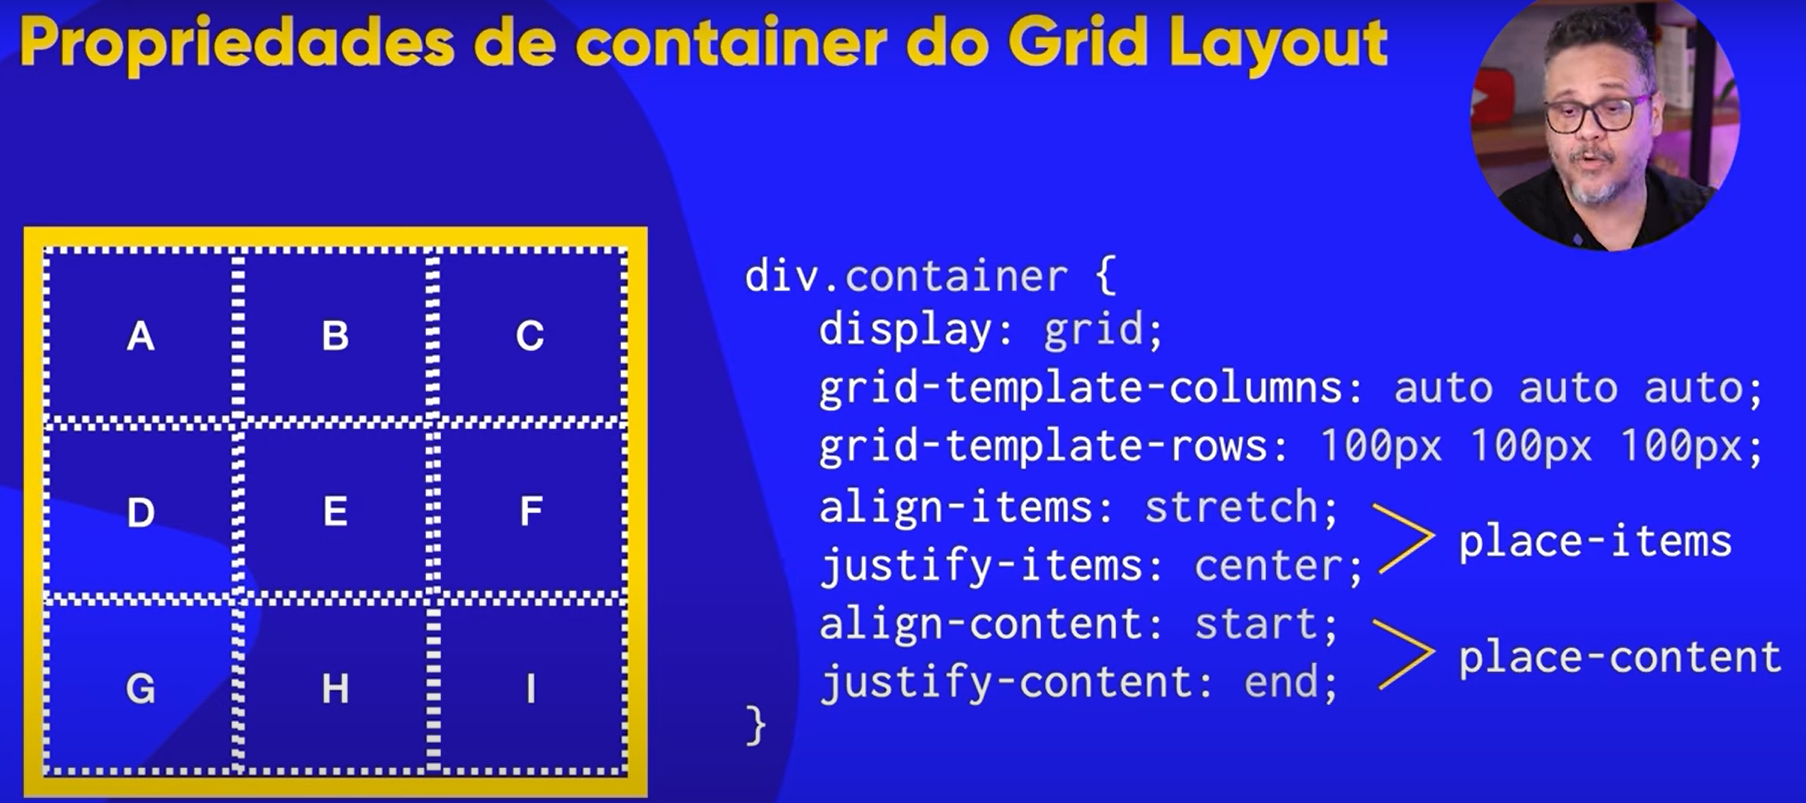 Propriedades de container do Grid Layout
A B C
D E F
G H I
div.container {
display: grid;
grid-template-columns: auto auto auto;
grid-template-rows: 100px 100px 100px;
align-items: stretch;
justify-items: center;
place-items
align-content: start;
justify-content: end;
place-content
}